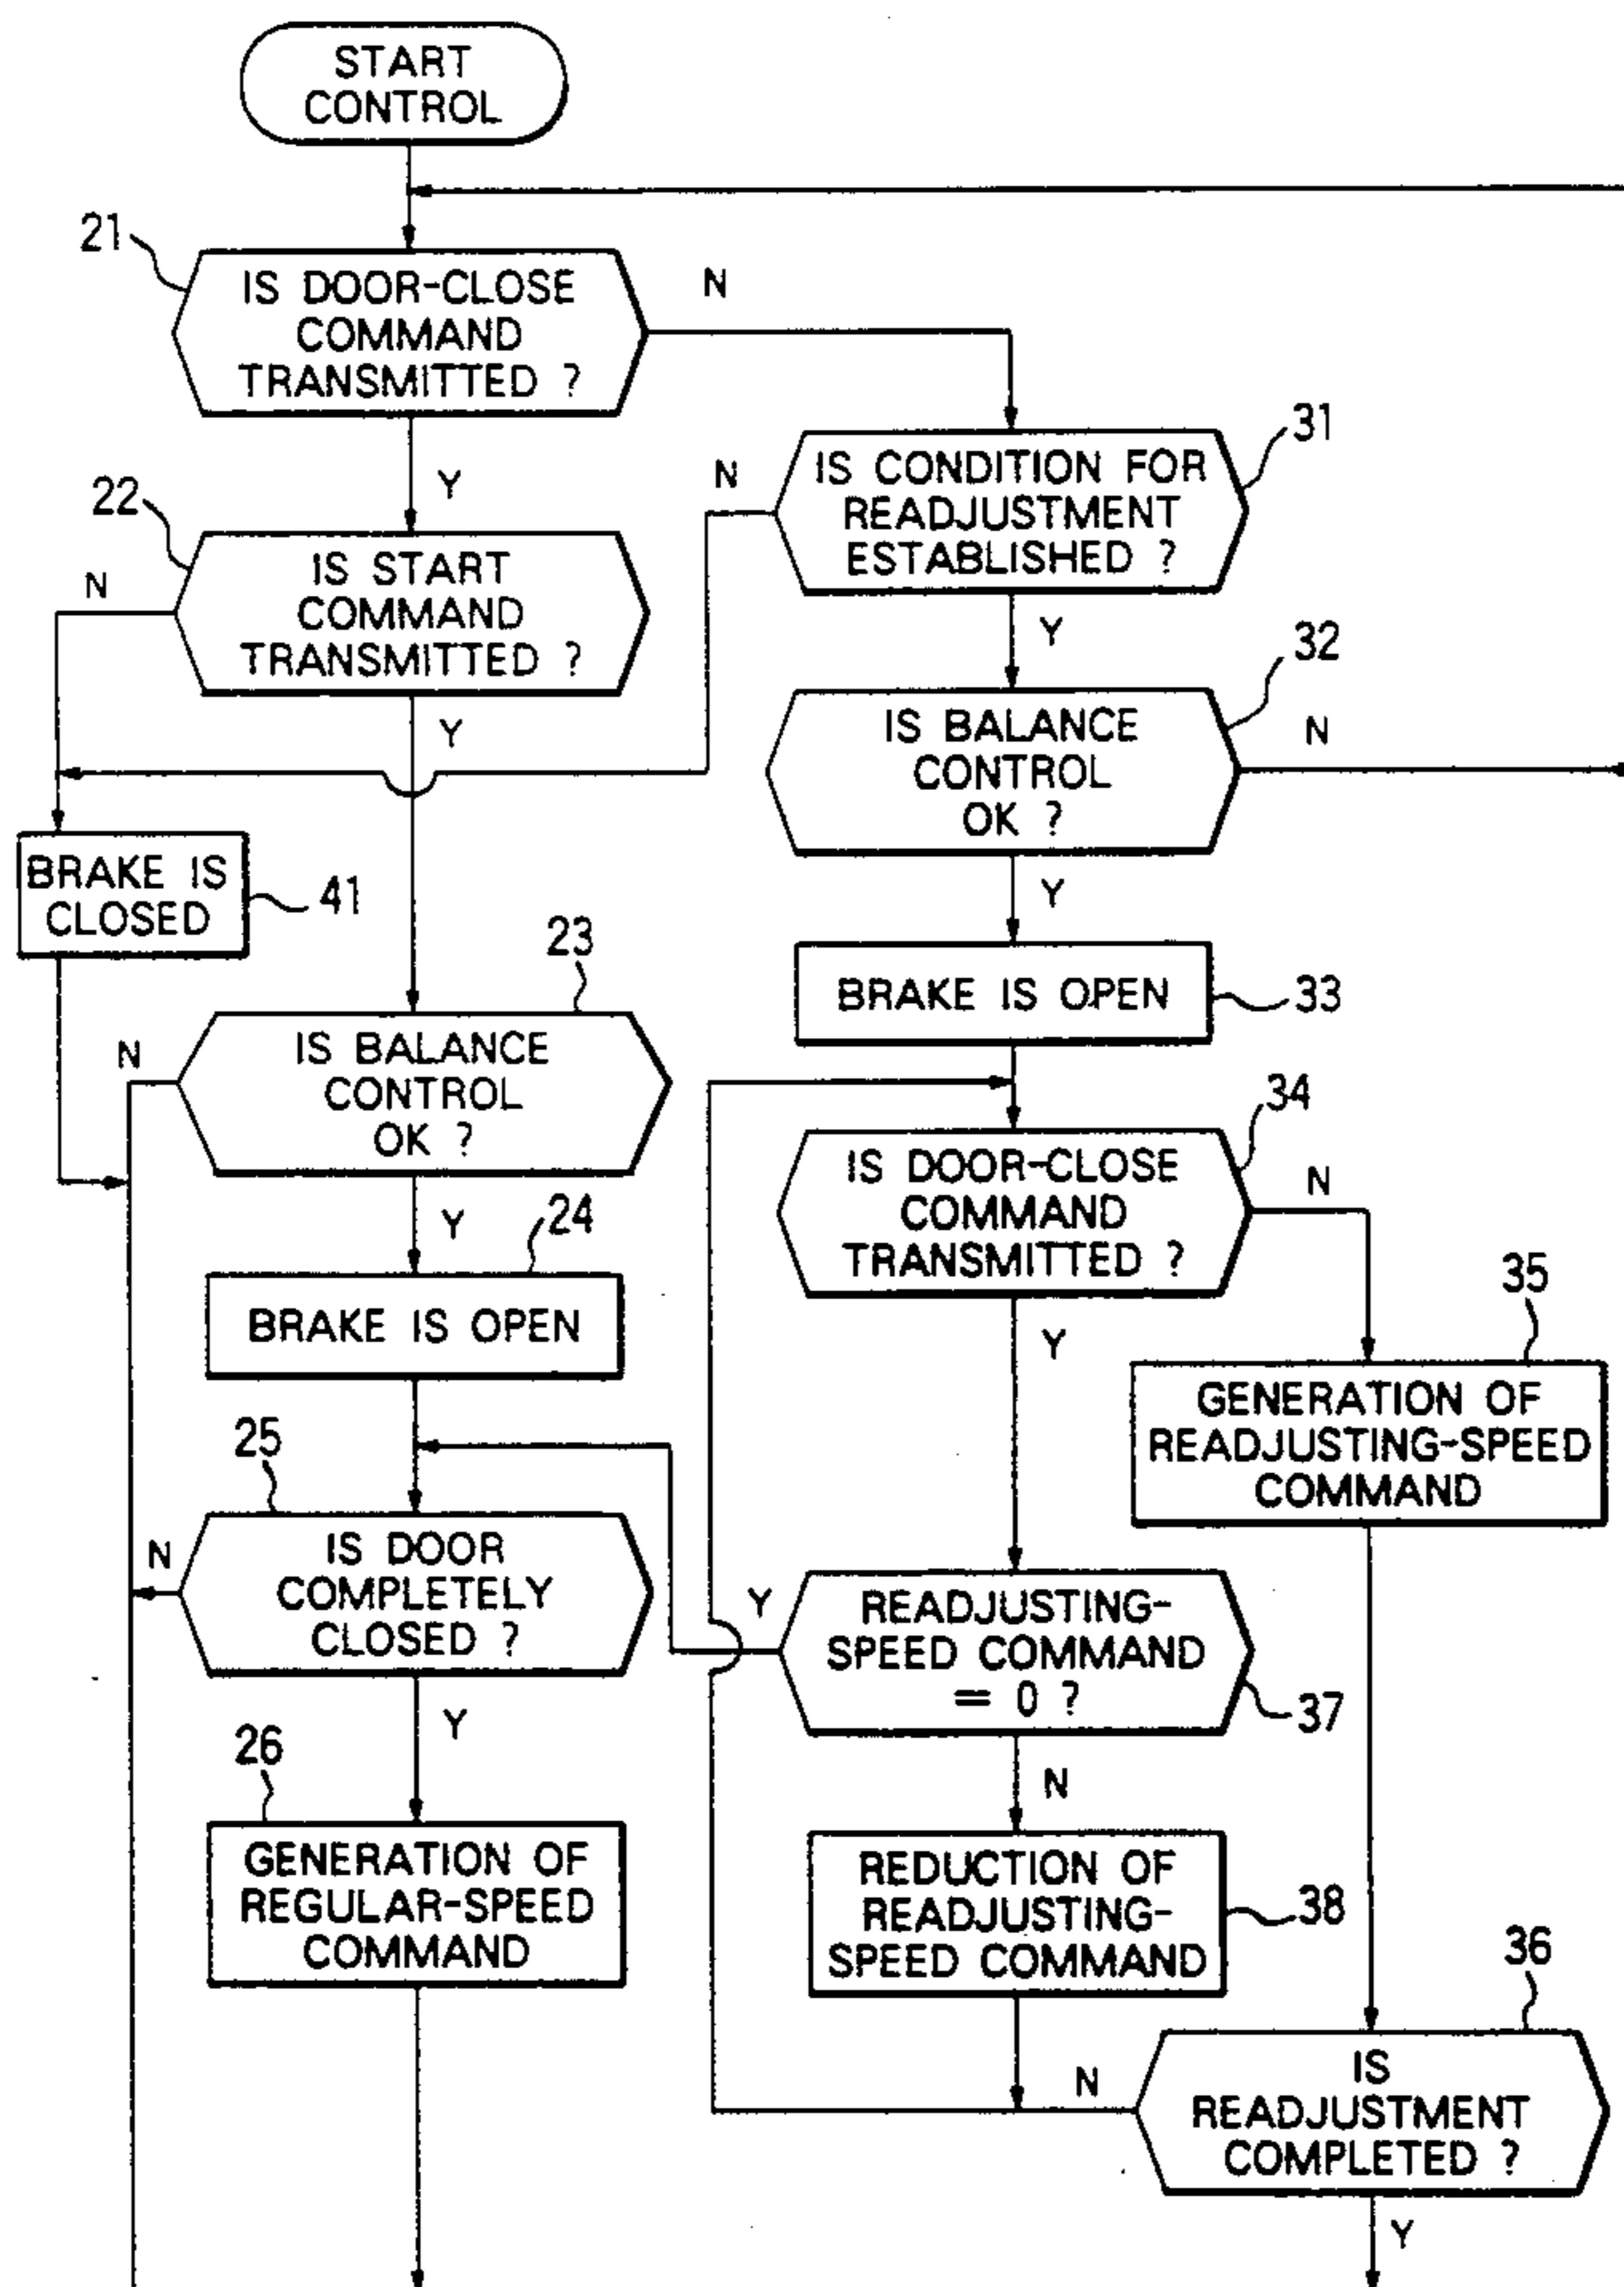 START
CONTROL
21
IS DOOR-CLOSE
COMMAND
TRANSMITTED ?
N
Y
22
IS START
COMMAND
TRANSMITTED ?
N
Y
31
IS CONDITION FOR
READJUSTMENT
ESTABLISHED ?
N
Y
32
IS BALANCE
CONTROL
OK ?
N
Y
BRAKE IS
CLOSED
41
23
IS BALANCE
CONTROL
OK ?
N
Y
BRAKE IS OPEN
33
24
BRAKE IS OPEN
34
IS DOOR-CLOSE
COMMAND
TRANSMITTED ?
N
Y
35
GENERATION OF
READJUSTING-SPEED
COMMAND
25
IS DOOR
COMPLETELY
CLOSED ?
N
Y
READJUSTING-
SPEED COMMAND
= 0 ?
Y
37
N
26
GENERATION OF
REGULAR-SPEED
COMMAND
REDUCTION OF
READJUSTING-
SPEED COMMAND
38
36
IS
READJUSTMENT
COMPLETED ?
N
Y